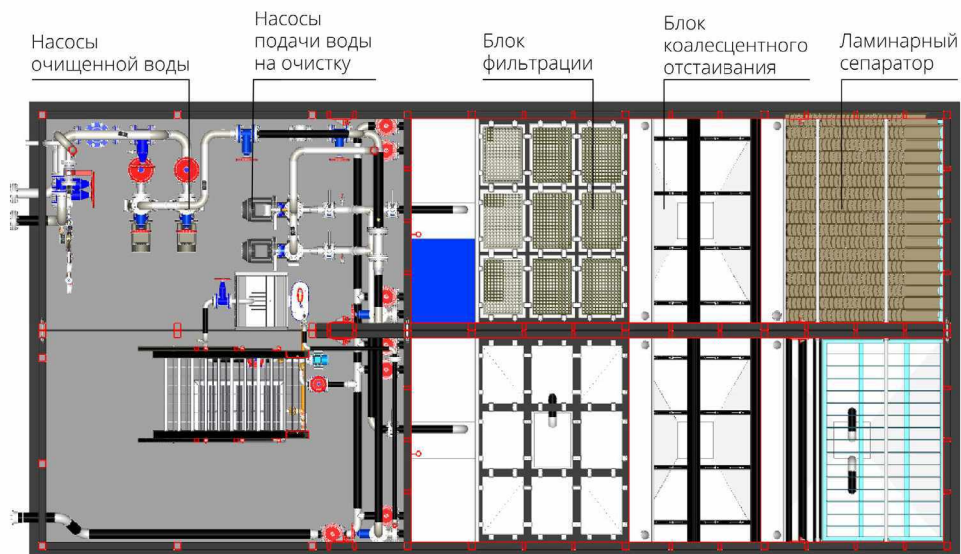 Насосы
очищенной воды
Насосы
подачи воды
на очистку
Блок
фильтрации
Блок
коалесцентного
отстаивания
Ламинарный
сепаратор